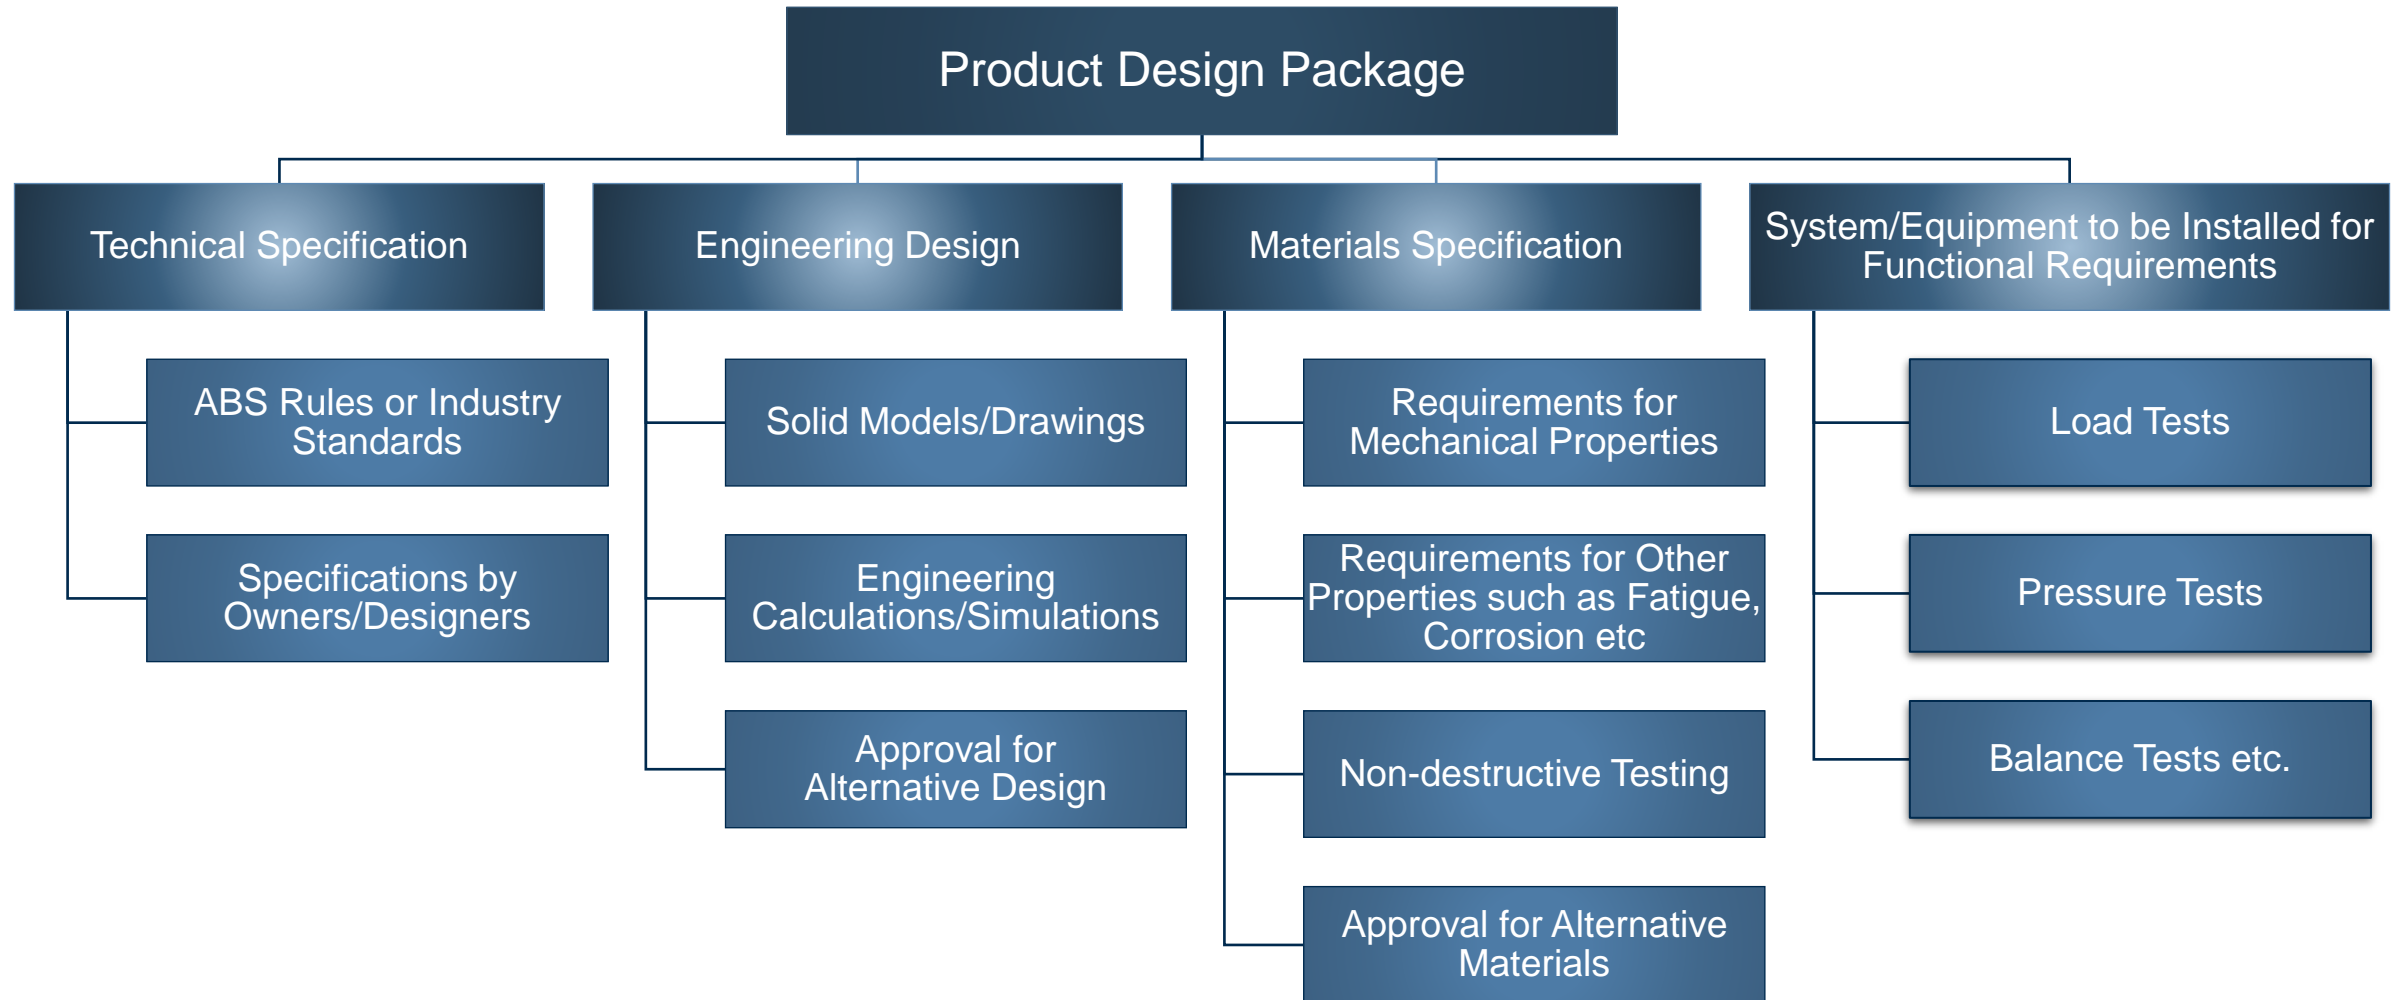 Product Design Package
Technical Specification
ABS Rules or Industry
Standards
Specifications by
Owners/Designers
Engineering Design
Solid Models/Drawings
Engineering
Calculations/Simulations
Approval for
Alternative Design
Materials Specification
Requirements for
Mechanical Properties
Requirements for Other
Properties such as Fatigue,
Corrosion etc
Non-destructive Testing
Approval for Alternative
Materials
System/Equipment to be Installed for
Functional Requirements
Load Tests
Pressure Tests
Balance Tests etc.